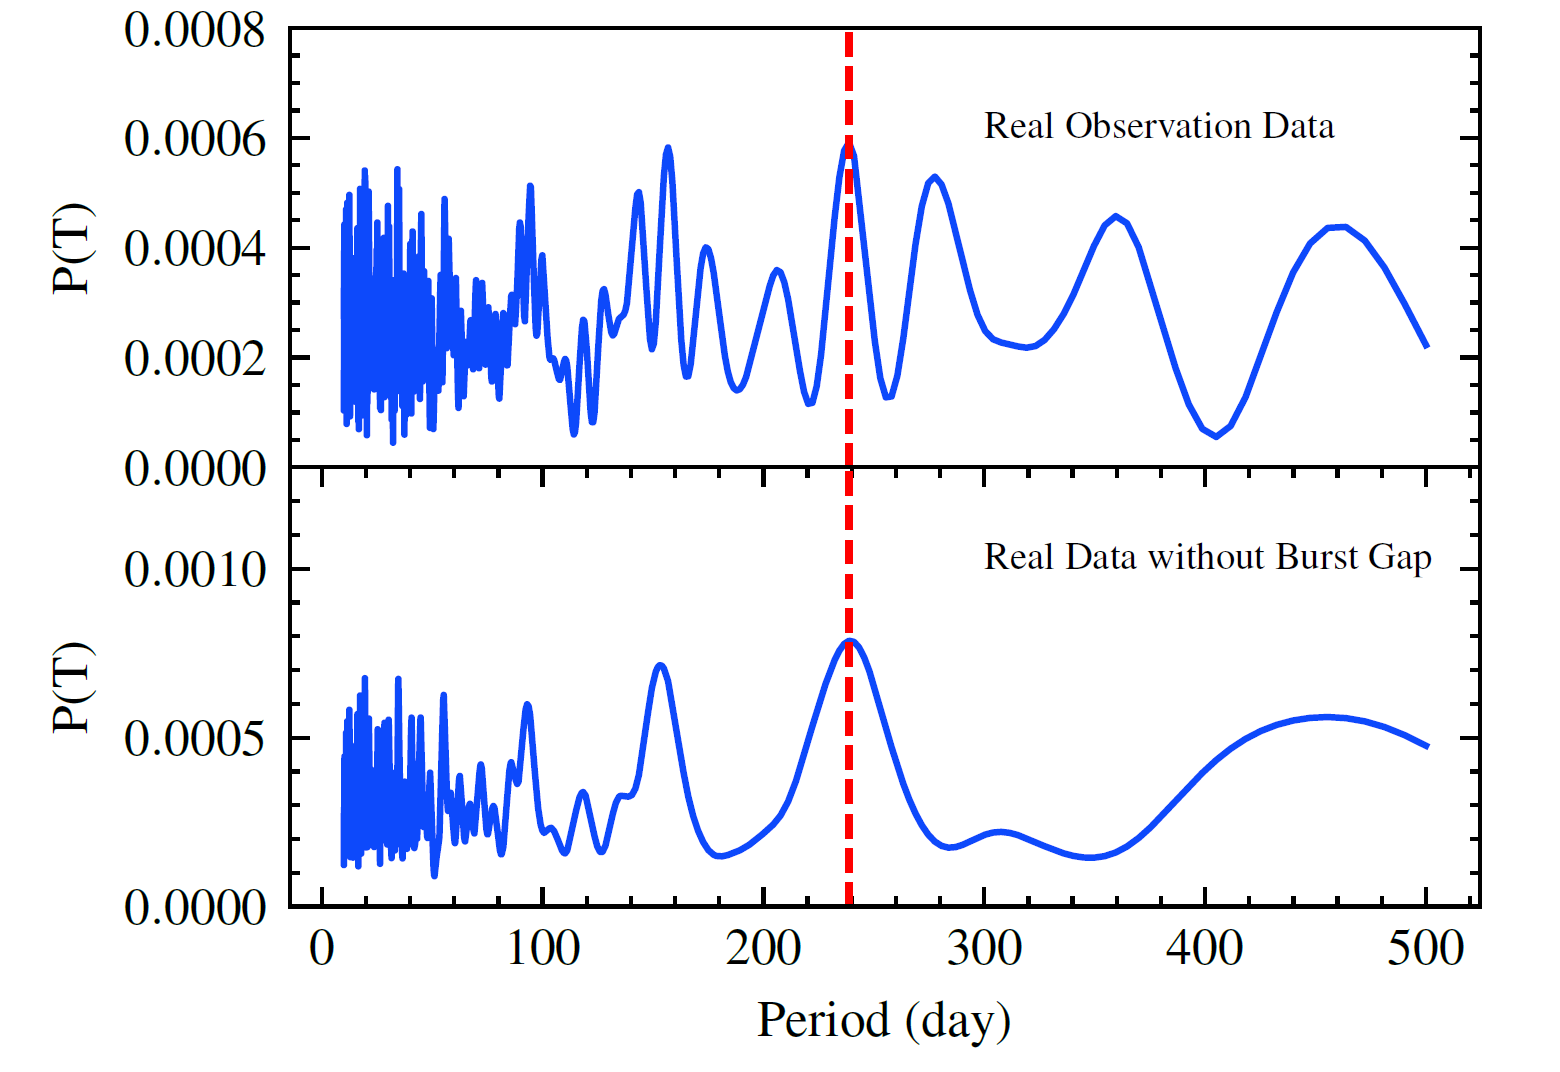 0.0008
0.0006
0.0004
0.0002
0.0000
P(T)
Real Observation Data
0.0010
0.0005
0.0000
P(T)
Real Data without Burst Gap
0 100 200 300 400 500
Period (day)